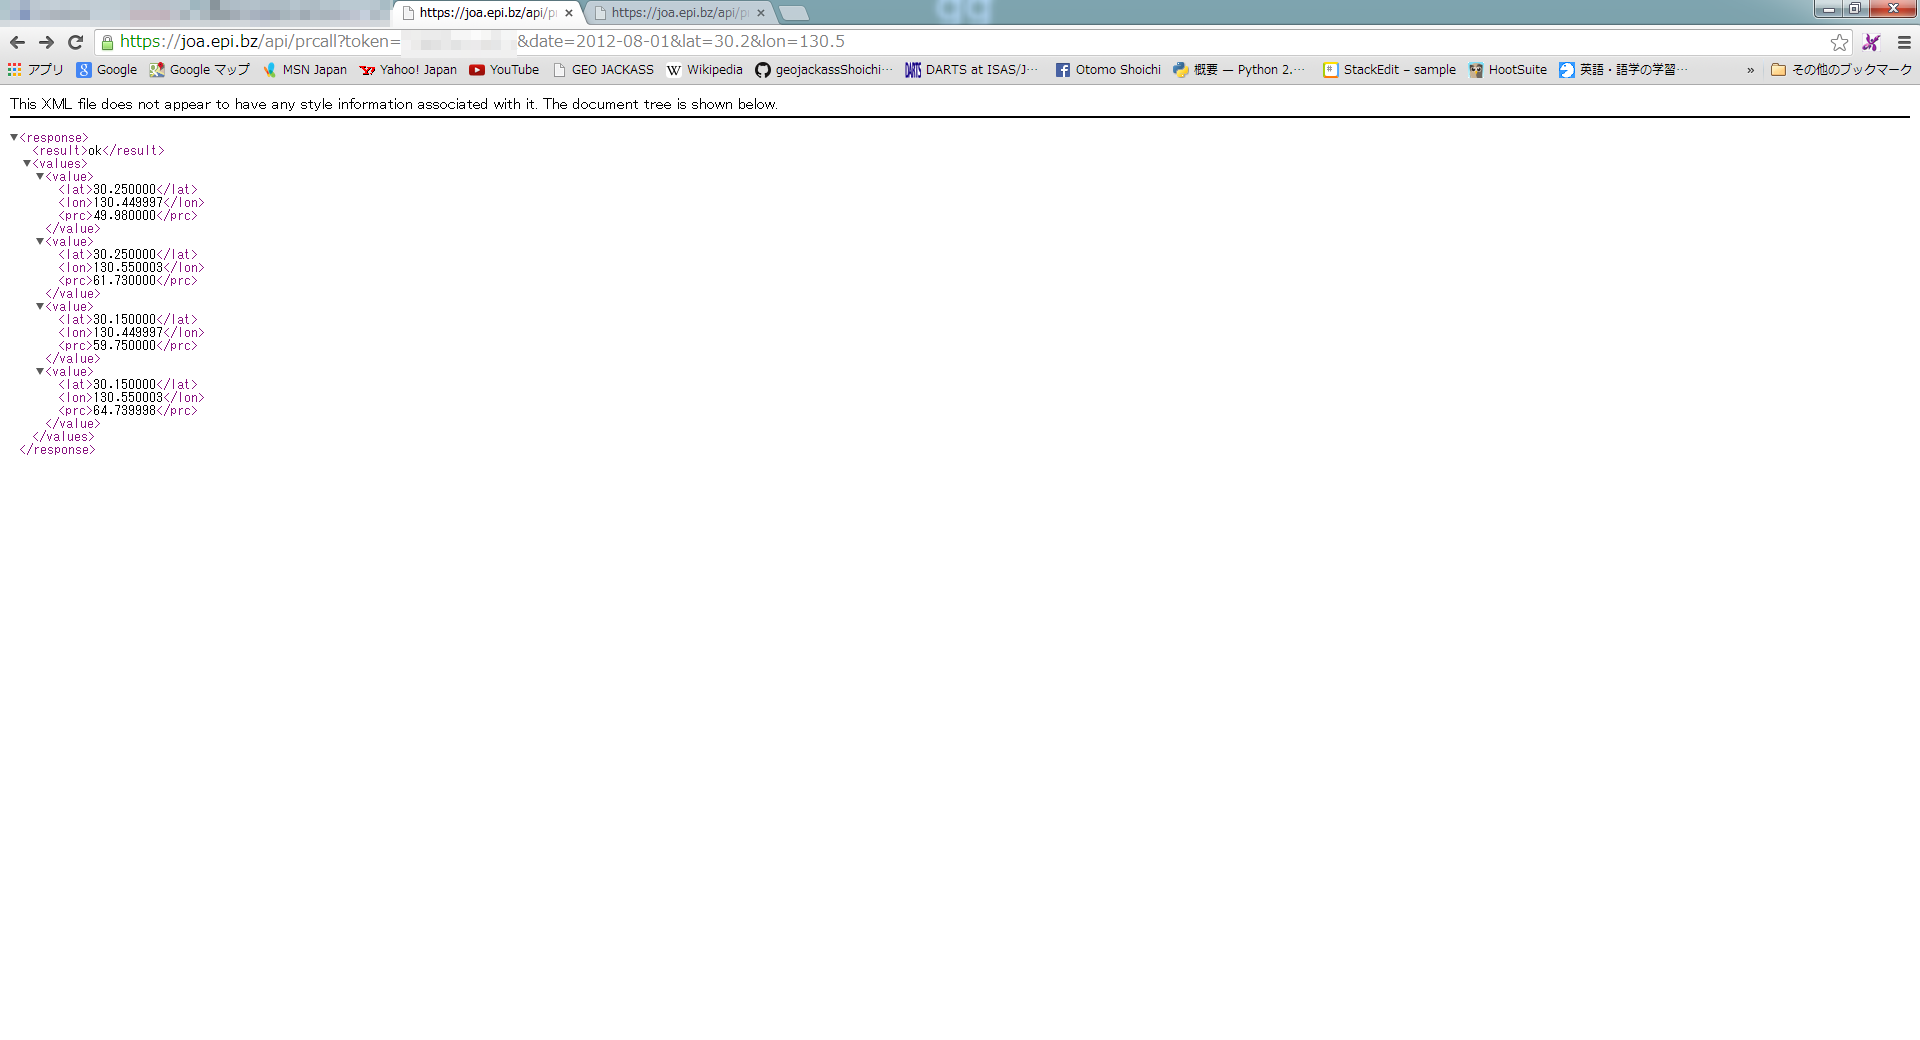 https://joa.epi.bz/api/p
https://joa.epi.bz/api/p
https://joa.epi.bz/api/prcall?token= &date=2012-08-01&lat=30.2&lon=130.5
アプリ Google Google マップ MSN Japan Yahoo! Japan YouTube GEO JACKASS Wikipedia geojackassShoichi… DARTS at ISAS/J… Otomo Shoichi 概要 — Python 2.… StackEdit – sample HootSuite 英語・語学の学習… » その他のブックマーク
This XML file does not appear to have any style information associated with it. The document tree is shown below.
▼<response>
<result>ok</result>
▼<values>
▼<value>
<lat>30.250000</lat>
<lon>130.449997</lon>
<prc>49.980000</prc>
</value>
▼<value>
<lat>30.250000</lat>
<lon>130.550003</lon>
<prc>61.730000</prc>
</value>
▼<value>
<lat>30.150000</lat>
<lon>130.449997</lon>
<prc>59.750000</prc>
</value>
▼<value>
<lat>30.150000</lat>
<lon>130.550003</lon>
<prc>64.739998</prc>
</value>
</values>
</response>